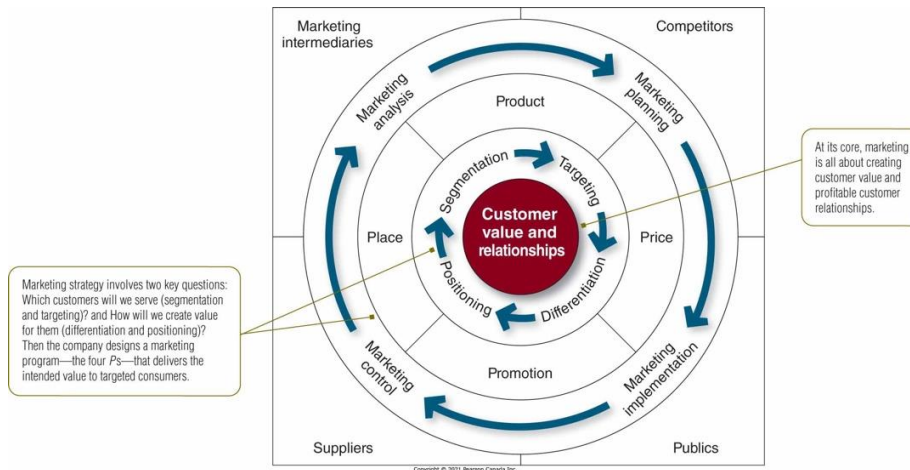 Marketing
intermediaries
Competitors
Marketing
analysis
Marketing
planning
Product
Segmentation
Targeting
At its core, marketing
is all about creating
customer value and
profitable customer
relationships.
Customer
value and
relationships
Place
Price
Positioning
Differentiation
Marketing strategy involves two key questions:
Which customers will we serve (segmentation
and targeting)? and How will we create value
for them (differentiation and positioning)?
Then the company designs a marketing
program—the four Ps—that delivers the
intended value to targeted consumers.
Promotion
Marketing
control
Marketing
implementation
Suppliers
Publics
Copyright © 2021 Pearson Canada Inc.